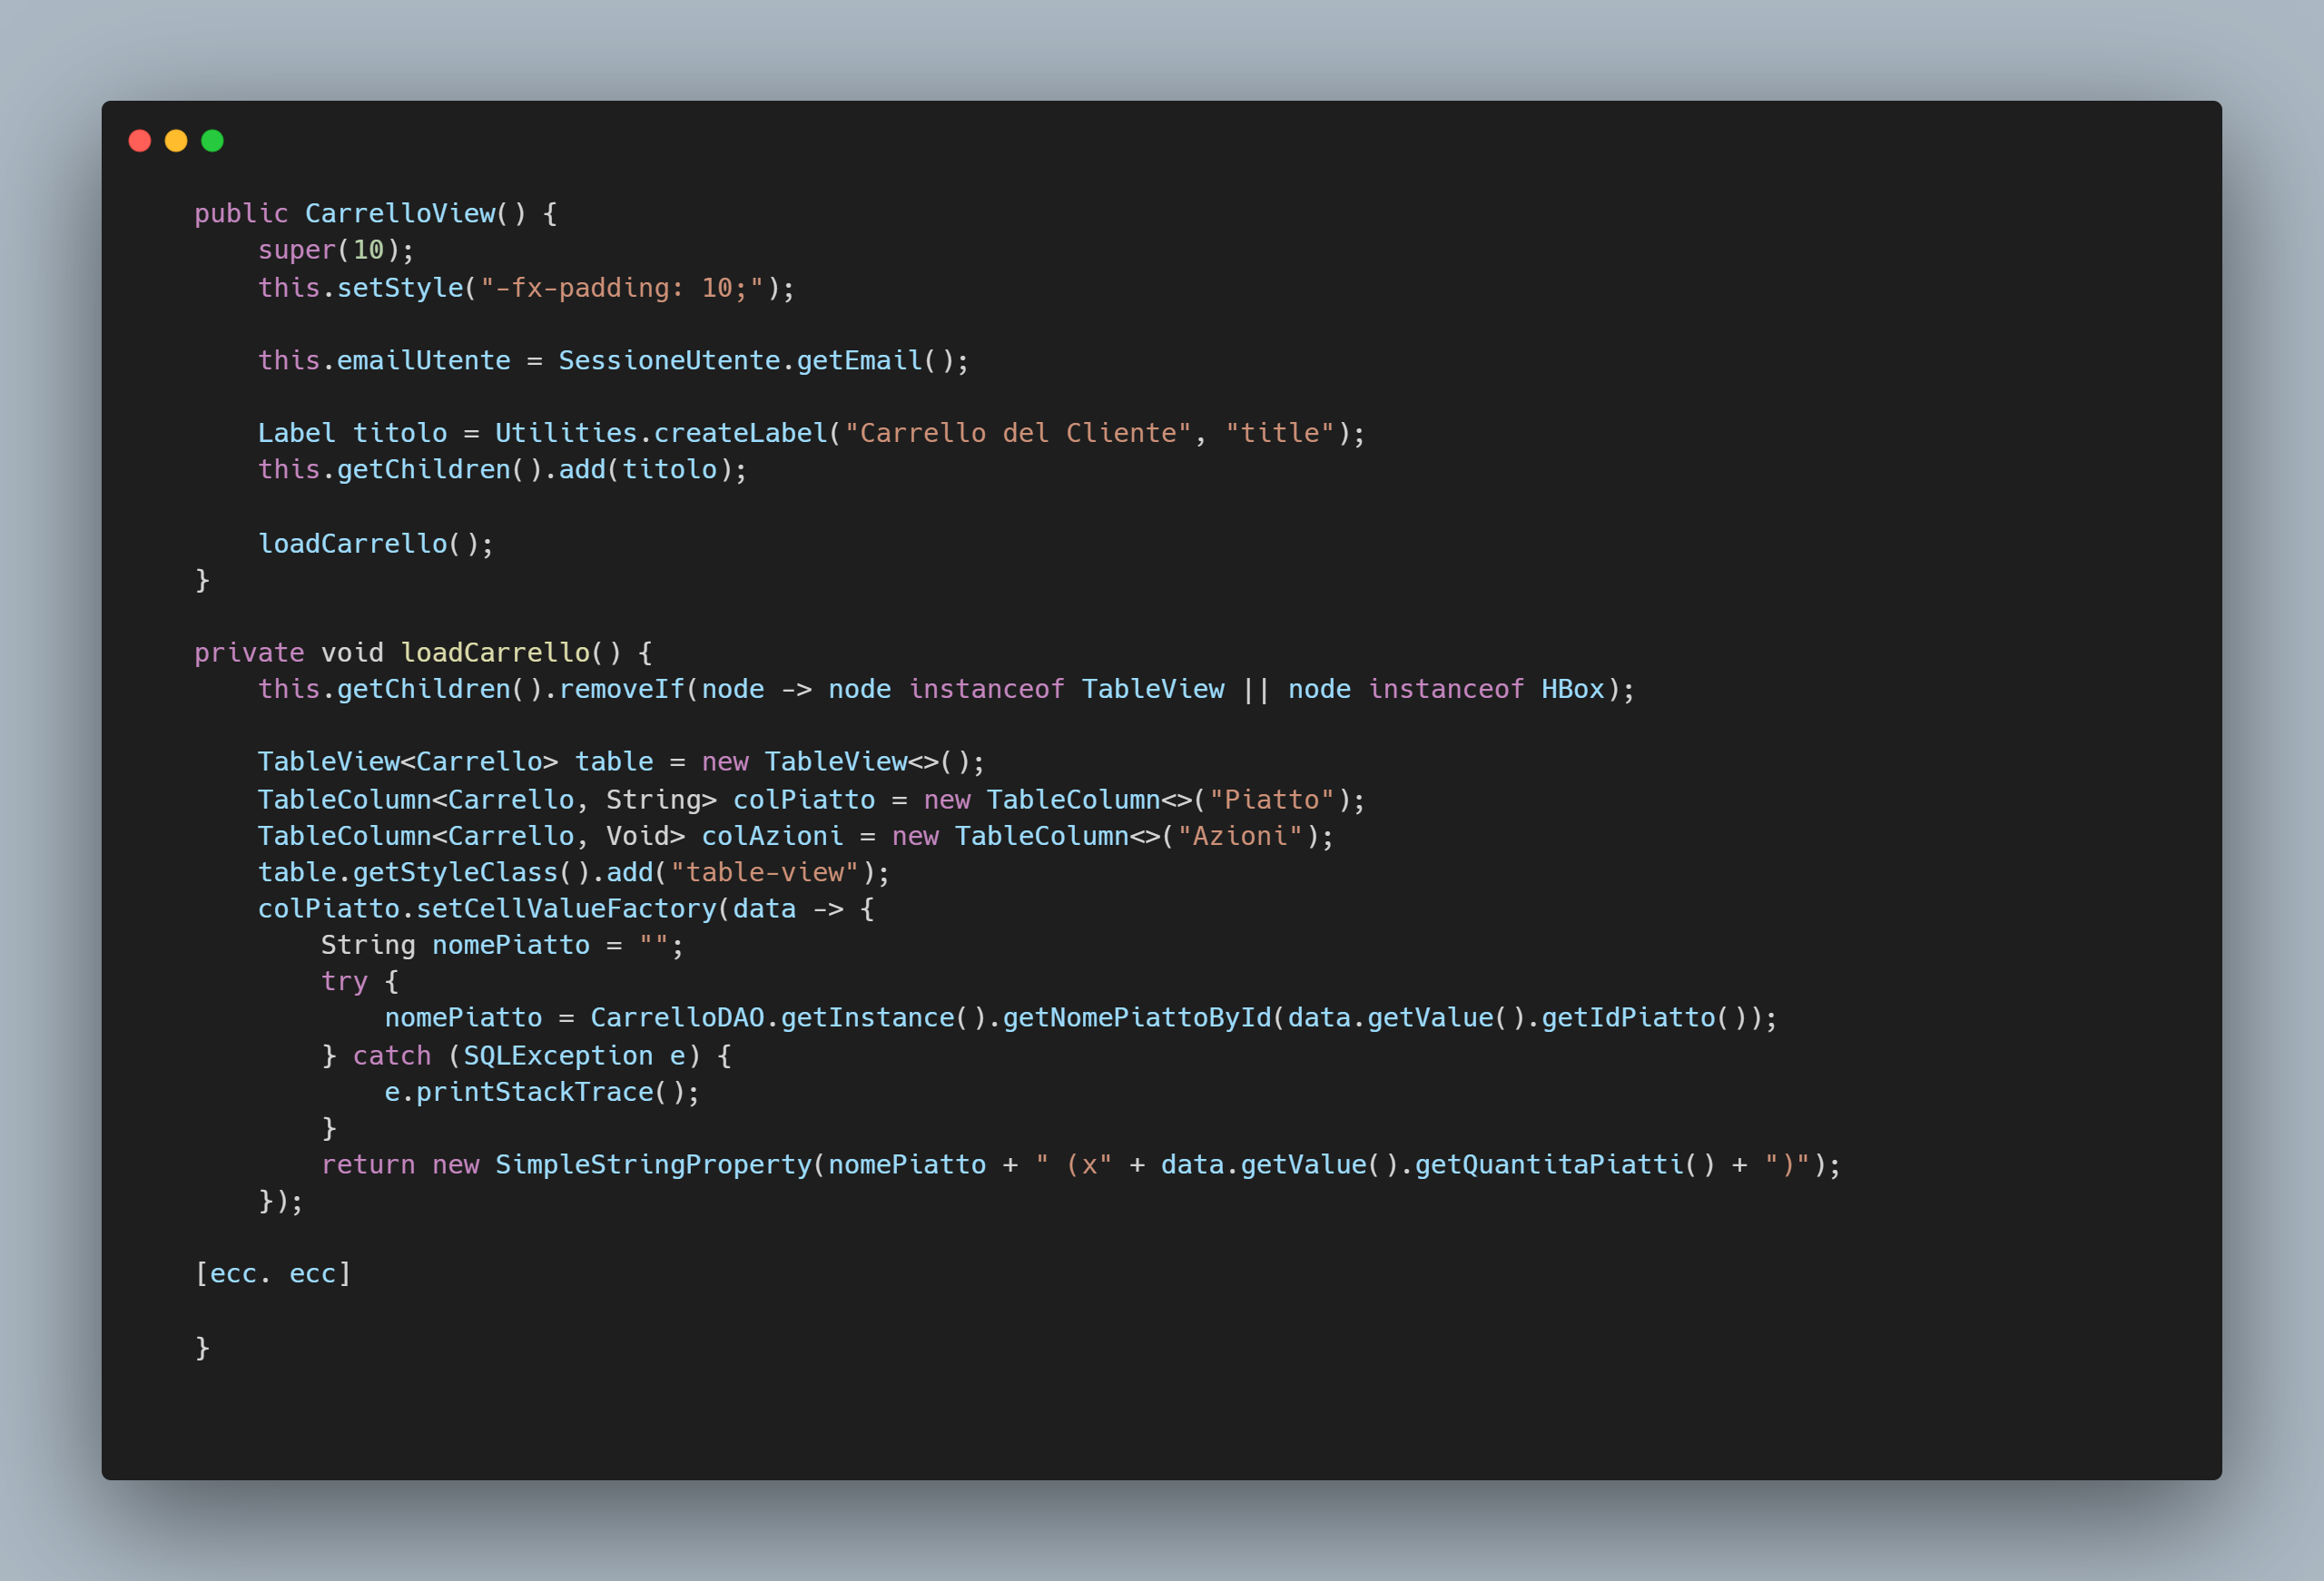 public CarrelloView() {
    super(10);
    this.setStyle("-fx-padding: 10;");

    this.emailUtente = SessioneUtente.getEmail();

    Label titolo = Utilities.createLabel("Carrello del Cliente", "title");
    this.getChildren().add(titolo);

    loadCarrello();
}

private void loadCarrello() {
    this.getChildren().removeIf(node -> node instanceof TableView || node instanceof HBox);

    TableView<Carrello> table = new TableView<>();
    TableColumn<Carrello, String> colPiatto = new TableColumn<>("Piatto");
    TableColumn<Carrello, Void> colAzioni = new TableColumn<>("Azioni");
    table.getStyleClass().add("table-view");
    colPiatto.setCellValueFactory(data -> {
        String nomePiatto = "";
        try {
            nomePiatto = CarrelloDAO.getInstance().getNomePiattoById(data.getValue().getIdPiatto());
        } catch (SQLException e) {
            e.printStackTrace();
        }
        return new SimpleStringProperty(nomePiatto + " (x" + data.getValue().getQuantitaPiatti() + ")");
    });

[ecc. ecc]

}